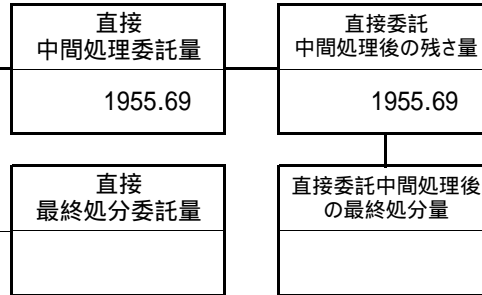 直接
中間処理委託量
1955.69
直接委託
中間処理後の残さ量
1955.69
直接
最終処分委託量
直接委託中間処理後
の最終処分量